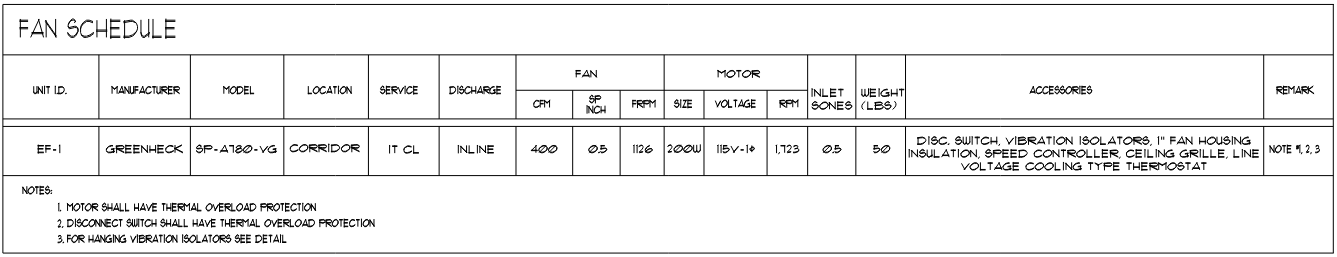 FAN SCHEDULE
UNIT I.D. MANUFACTURER MODEL LOCATION SERVICE DISCHARGE FAN MOTOR INLET SONES WEIGHT (LBS) ACCESSORIES REMARK
CFM SP INCH FRPM SIZE VOLTAGE RPM
EF-1 GREENHECK SP-A780-VG CORRIDOR IT CL INLINE 400 0.5 1126 200W 115V-1Φ 1,723 0.5 50 DISC. SWITCH, VIBRATION ISOLATORS, 1" FAN HOUSING
INSULATION, SPEED CONTROLLER, CEILING GRILLE, LINE
VOLTAGE COOLING TYPE THERMOSTAT
NOTE #1, 2, 3
NOTES:
1. MOTOR SHALL HAVE THERMAL OVERLOAD PROTECTION
2. DISCONNECT SWITCH SHALL HAVE THERMAL OVERLOAD PROTECTION
3. FOR HANGING VIBRATION ISOLATORS SEE DETAIL